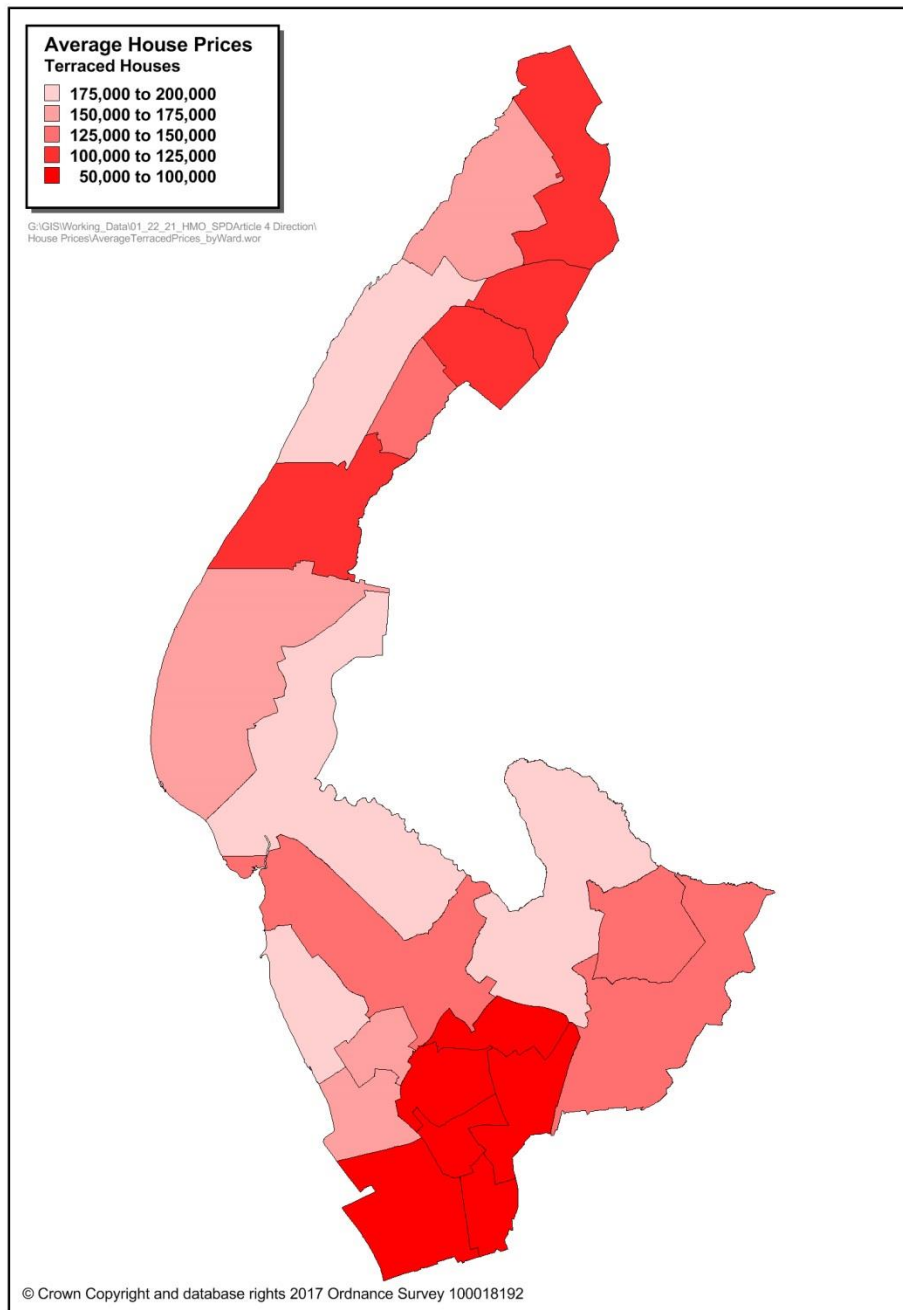 Average House Prices
Terraced Houses
175,000 to 200,000
150,000 to 175,000
125,000 to 150,000
100,000 to 125,000
50,000 to 100,000
G:\GIS\Working_Data\01_22_21_HMO_SPDArticle 4 Direction\
House Prices\AverageTerracedPrices_byWard.wor
© Crown Copyright and database rights 2017 Ordnance Survey 100018192